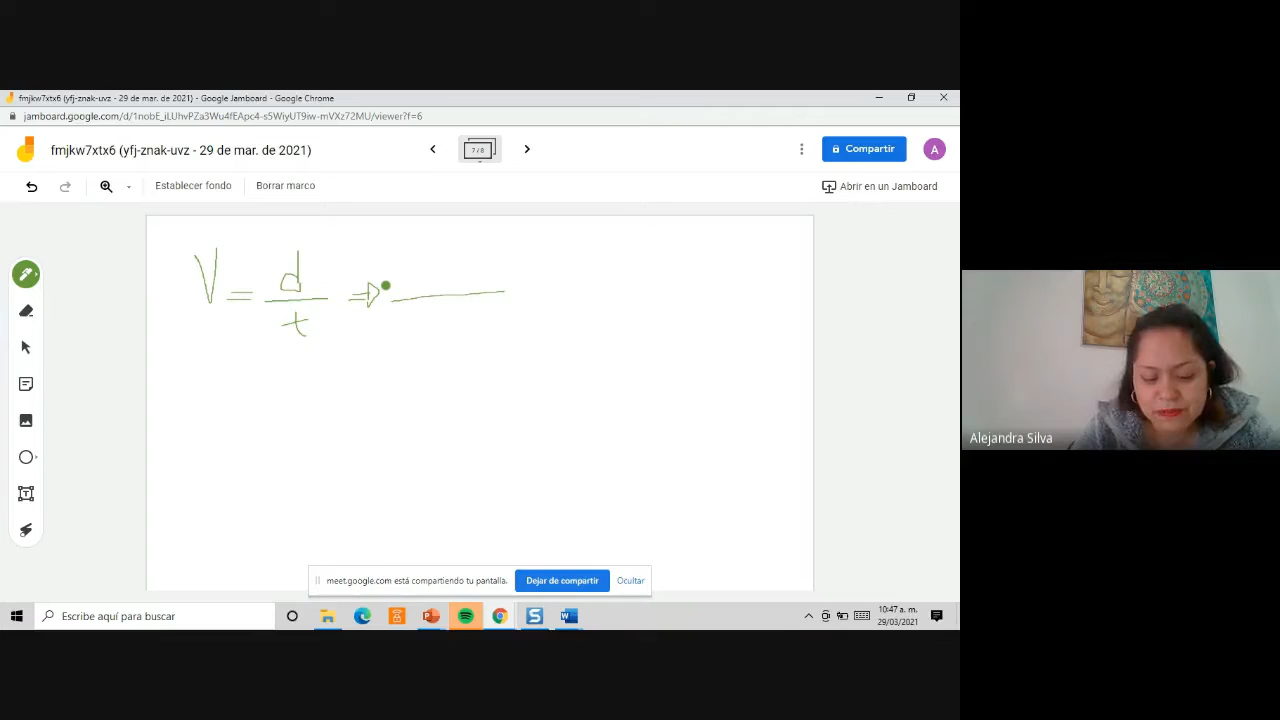 fmjkw7xtx6 (yfj-znak-uvz - 29 de mar. de 2021) - Google Jamboard - Google Chrome
jamboard.google.com/d/1nobE_iLUhvPZa3Wu4fEApc4-s5WiyUT9iw-mVXz72MU/viewer?f=6
fmjkw7xtx6 (yfj-znak-uvz - 29 de mar. de 2021)
7 / 8
Compartir
A
Establecer fondo
Borrar marco
Abrir en un Jamboard
V = d/t ⇒
Alejandra Silva
meet.google.com está compartiendo tu pantalla.
Dejar de compartir
Ocultar
Escribe aquí para buscar
10:47 a. m.
29/03/2021